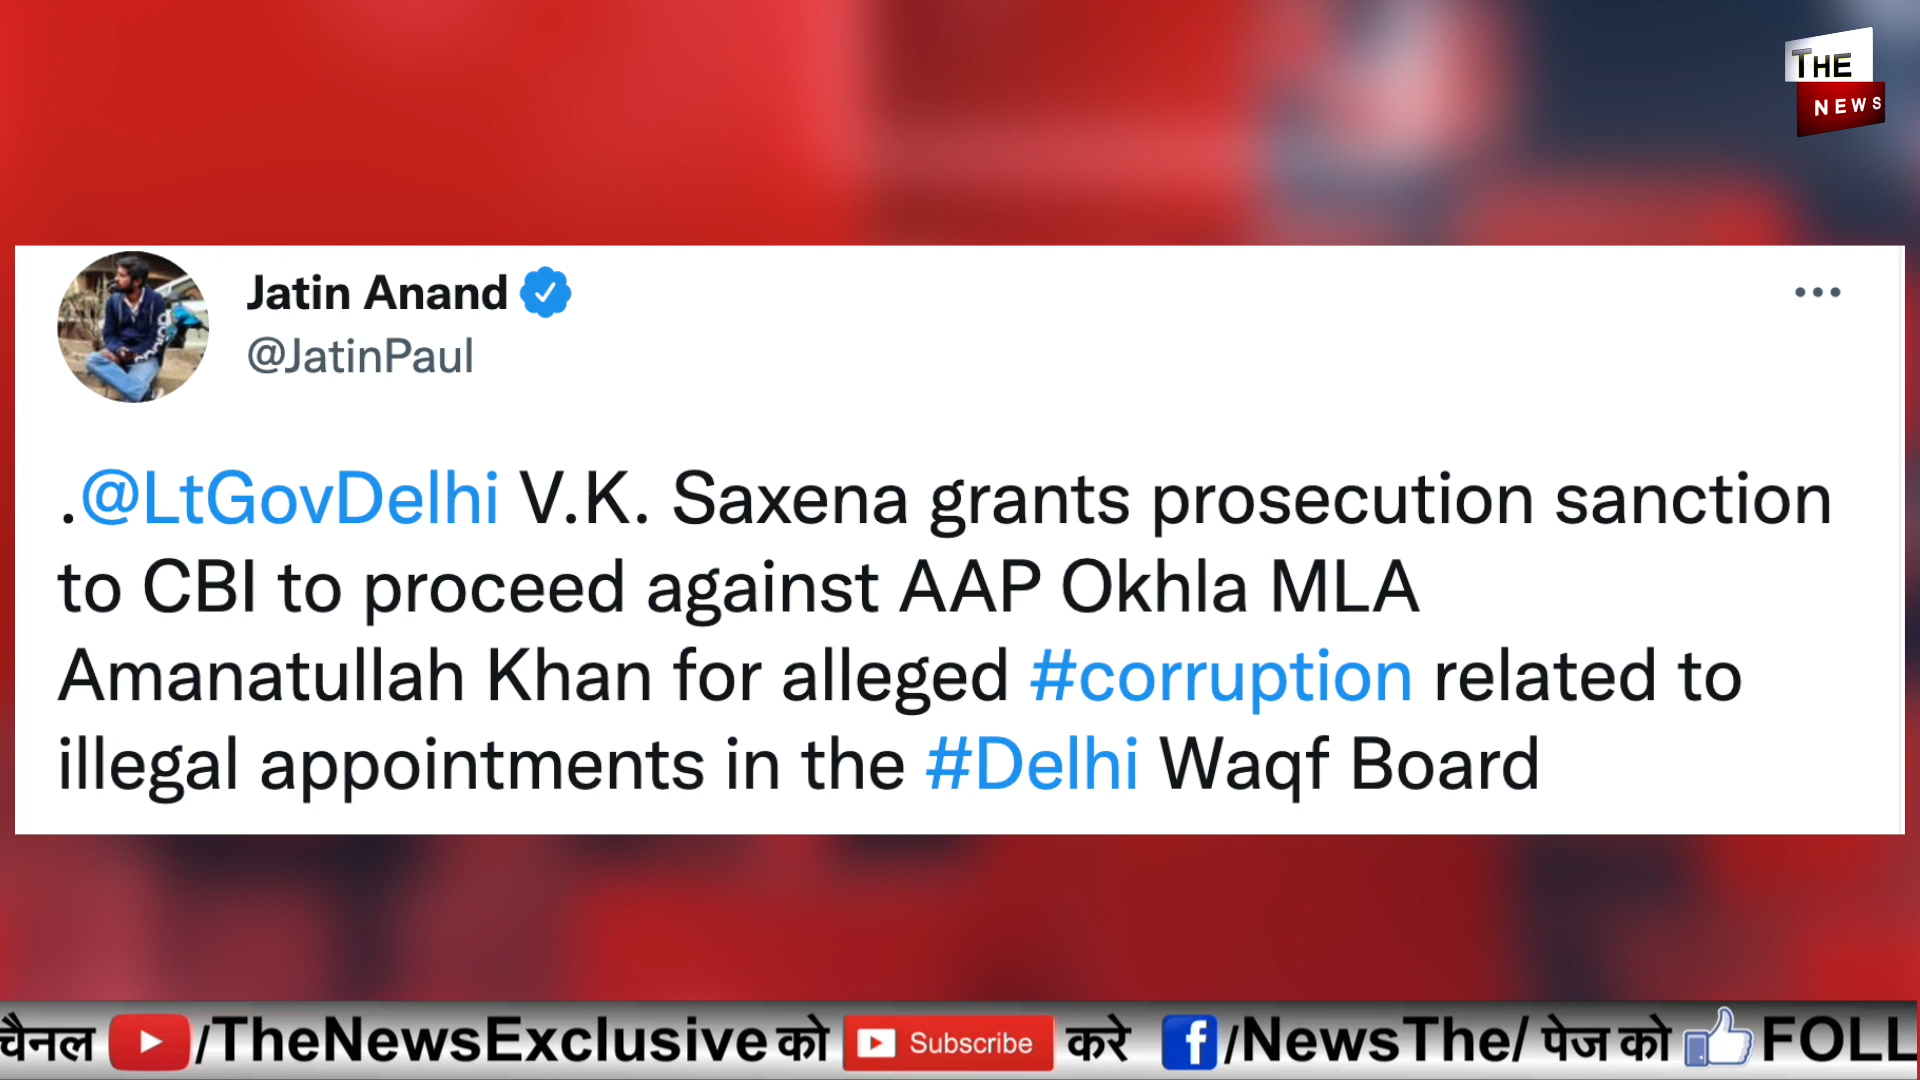 THE
NEWS
Jatin Anand
@JatinPaul
.@LtGovDelhi V.K. Saxena grants prosecution sanction
to CBI to proceed against AAP Okhla MLA
Amanatullah Khan for alleged #corruption related to
illegal appointments in the #Delhi Waqf Board
चैनल /TheNewsExclusive को Subscribe करे /NewsThe/ पेज को FOLL